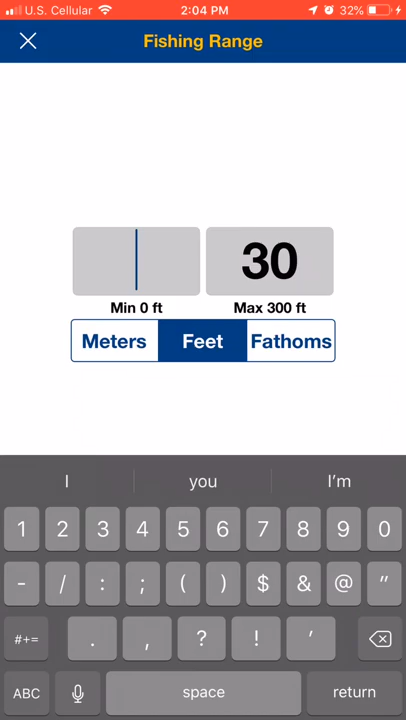 U.S. Cellular 2:04 PM 32%
Fishing Range
30
Min 0 ft Max 300 ft
Meters Feet Fathoms
I you I'm
1 2 3 4 5 6 7 8 9 0
- / : ; ( ) $ & @ "
#+= . , ? ! '
ABC space return